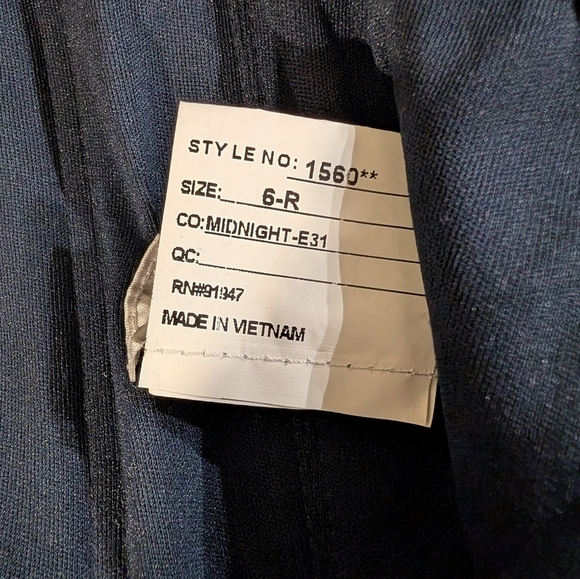 STYLE NO: 1560**
SIZE: 6-R
CO: MIDNIGHT-E31
QC:
RN#91947
MADE IN VIETNAM